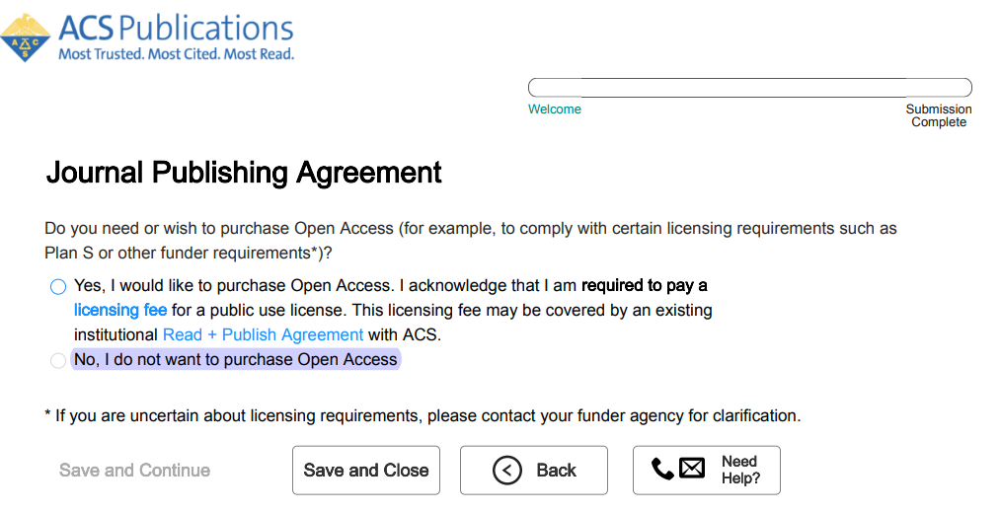 ACS Publications
Most Trusted. Most Cited. Most Read.
A C S
Welcome
Submission
Complete
Journal Publishing Agreement
Do you need or wish to purchase Open Access (for example, to comply with certain licensing requirements such as
Plan S or other funder requirements*)?
Yes, I would like to purchase Open Access. I acknowledge that I am required to pay a
licensing fee for a public use license. This licensing fee may be covered by an existing
institutional Read + Publish Agreement with ACS.
No, I do not want to purchase Open Access
* If you are uncertain about licensing requirements, please contact your funder agency for clarification.
Save and Continue
Save and Close
Back
Need
Help?